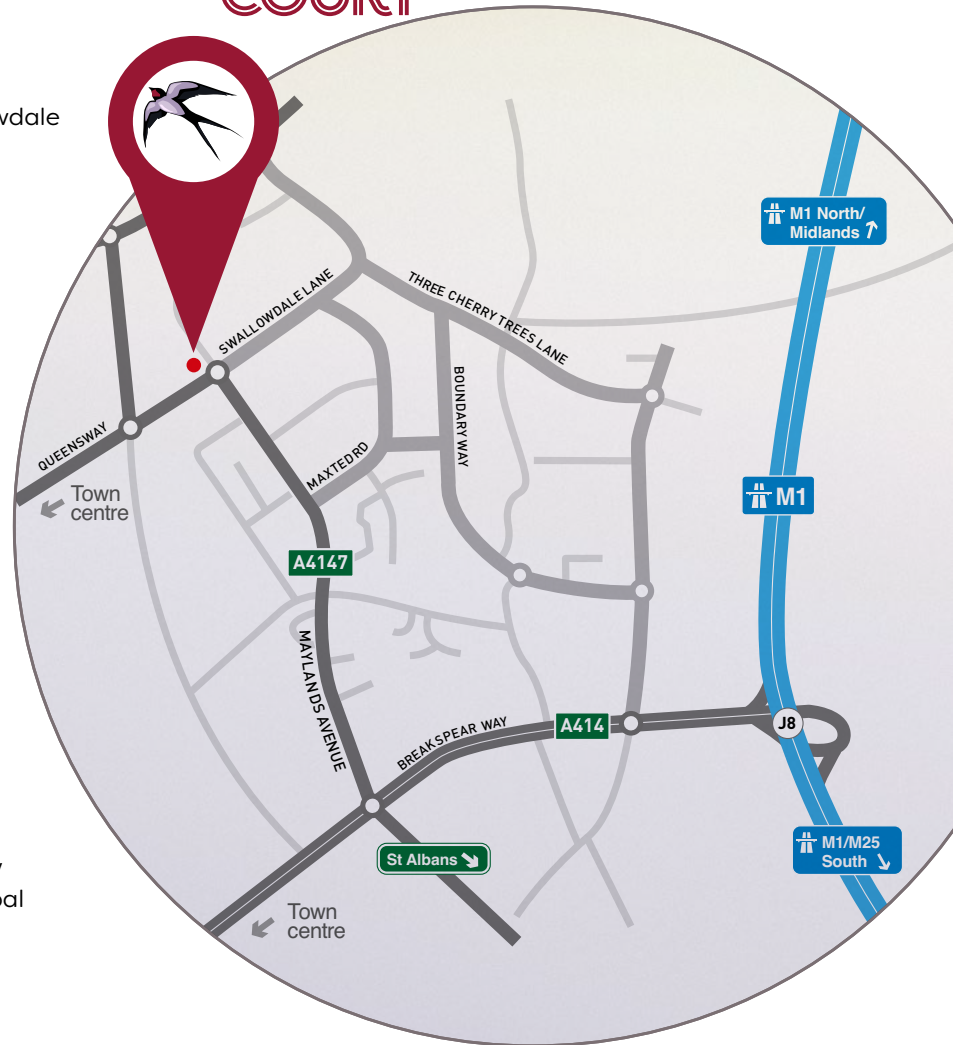 COURT
wdale
M1 North/
Midlands
THREE CHERRY TREES LANE
SWALLOWDALE LANE
BOUNDARY WAY
QUEENSWAY
MAXTED RD
Town
centre
M1
A4147
MAYLANDS AVENUE
BREAKSPEAR WAY
A414
J8
M1/M25
South
St Albans
Town
centre